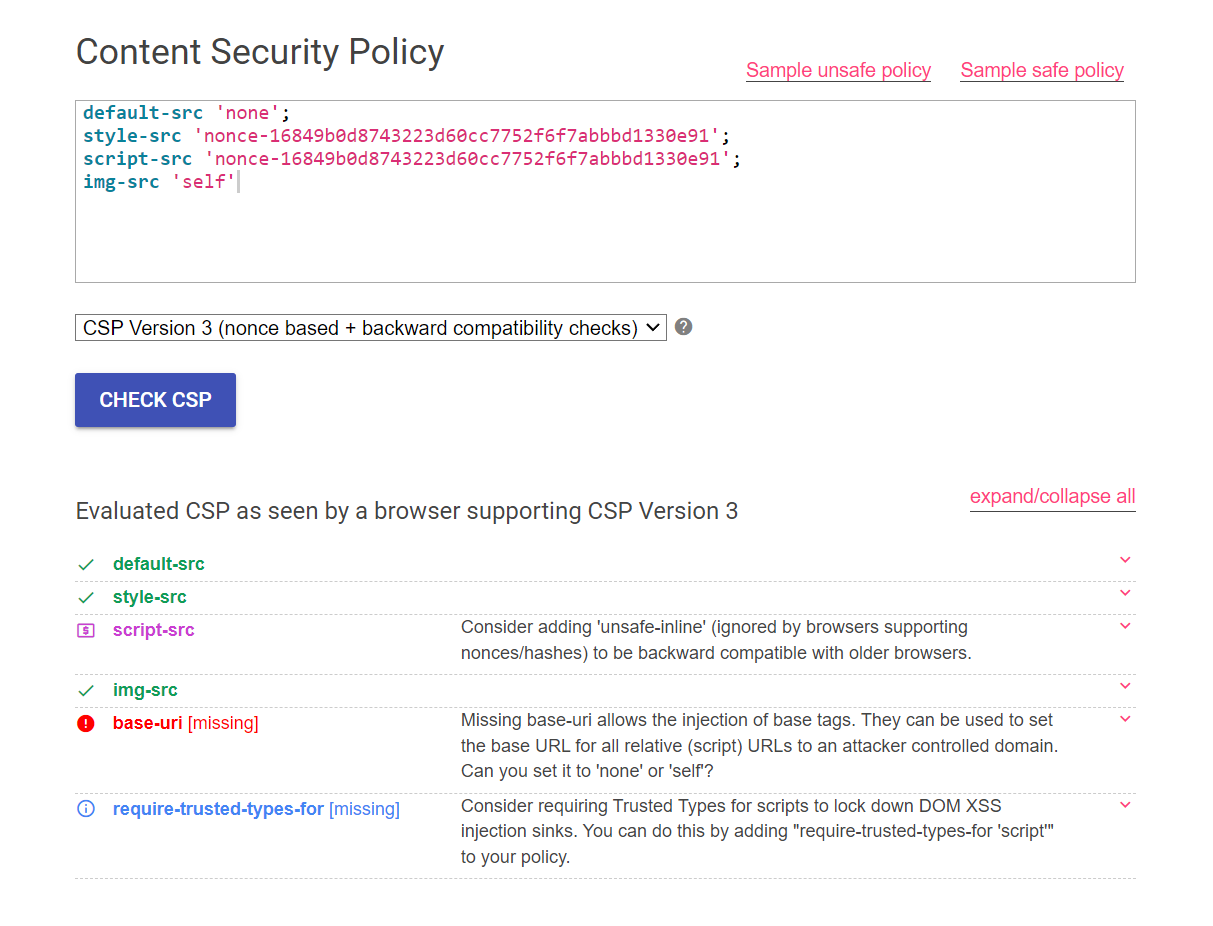 Content Security Policy
Sample unsafe policy Sample safe policy
default-src 'none';
style-src 'nonce-16849b0d8743223d60cc7752f6f7abbbd1330e91';
script-src 'nonce-16849b0d8743223d60cc7752f6f7abbbd1330e91';
img-src 'self'
CSP Version 3 (nonce based + backward compatibility checks)
CHECK CSP
expand/collapse all
Evaluated CSP as seen by a browser supporting CSP Version 3
default-src
style-src
script-src
Consider adding 'unsafe-inline' (ignored by browsers supporting
nonces/hashes) to be backward compatible with older browsers.
img-src
base-uri [missing]
Missing base-uri allows the injection of base tags. They can be used to set
the base URL for all relative (script) URLs to an attacker controlled domain.
Can you set it to 'none' or 'self'?
require-trusted-types-for [missing]
Consider requiring Trusted Types for scripts to lock down DOM XSS
injection sinks. You can do this by adding "require-trusted-types-for 'script'"
to your policy.